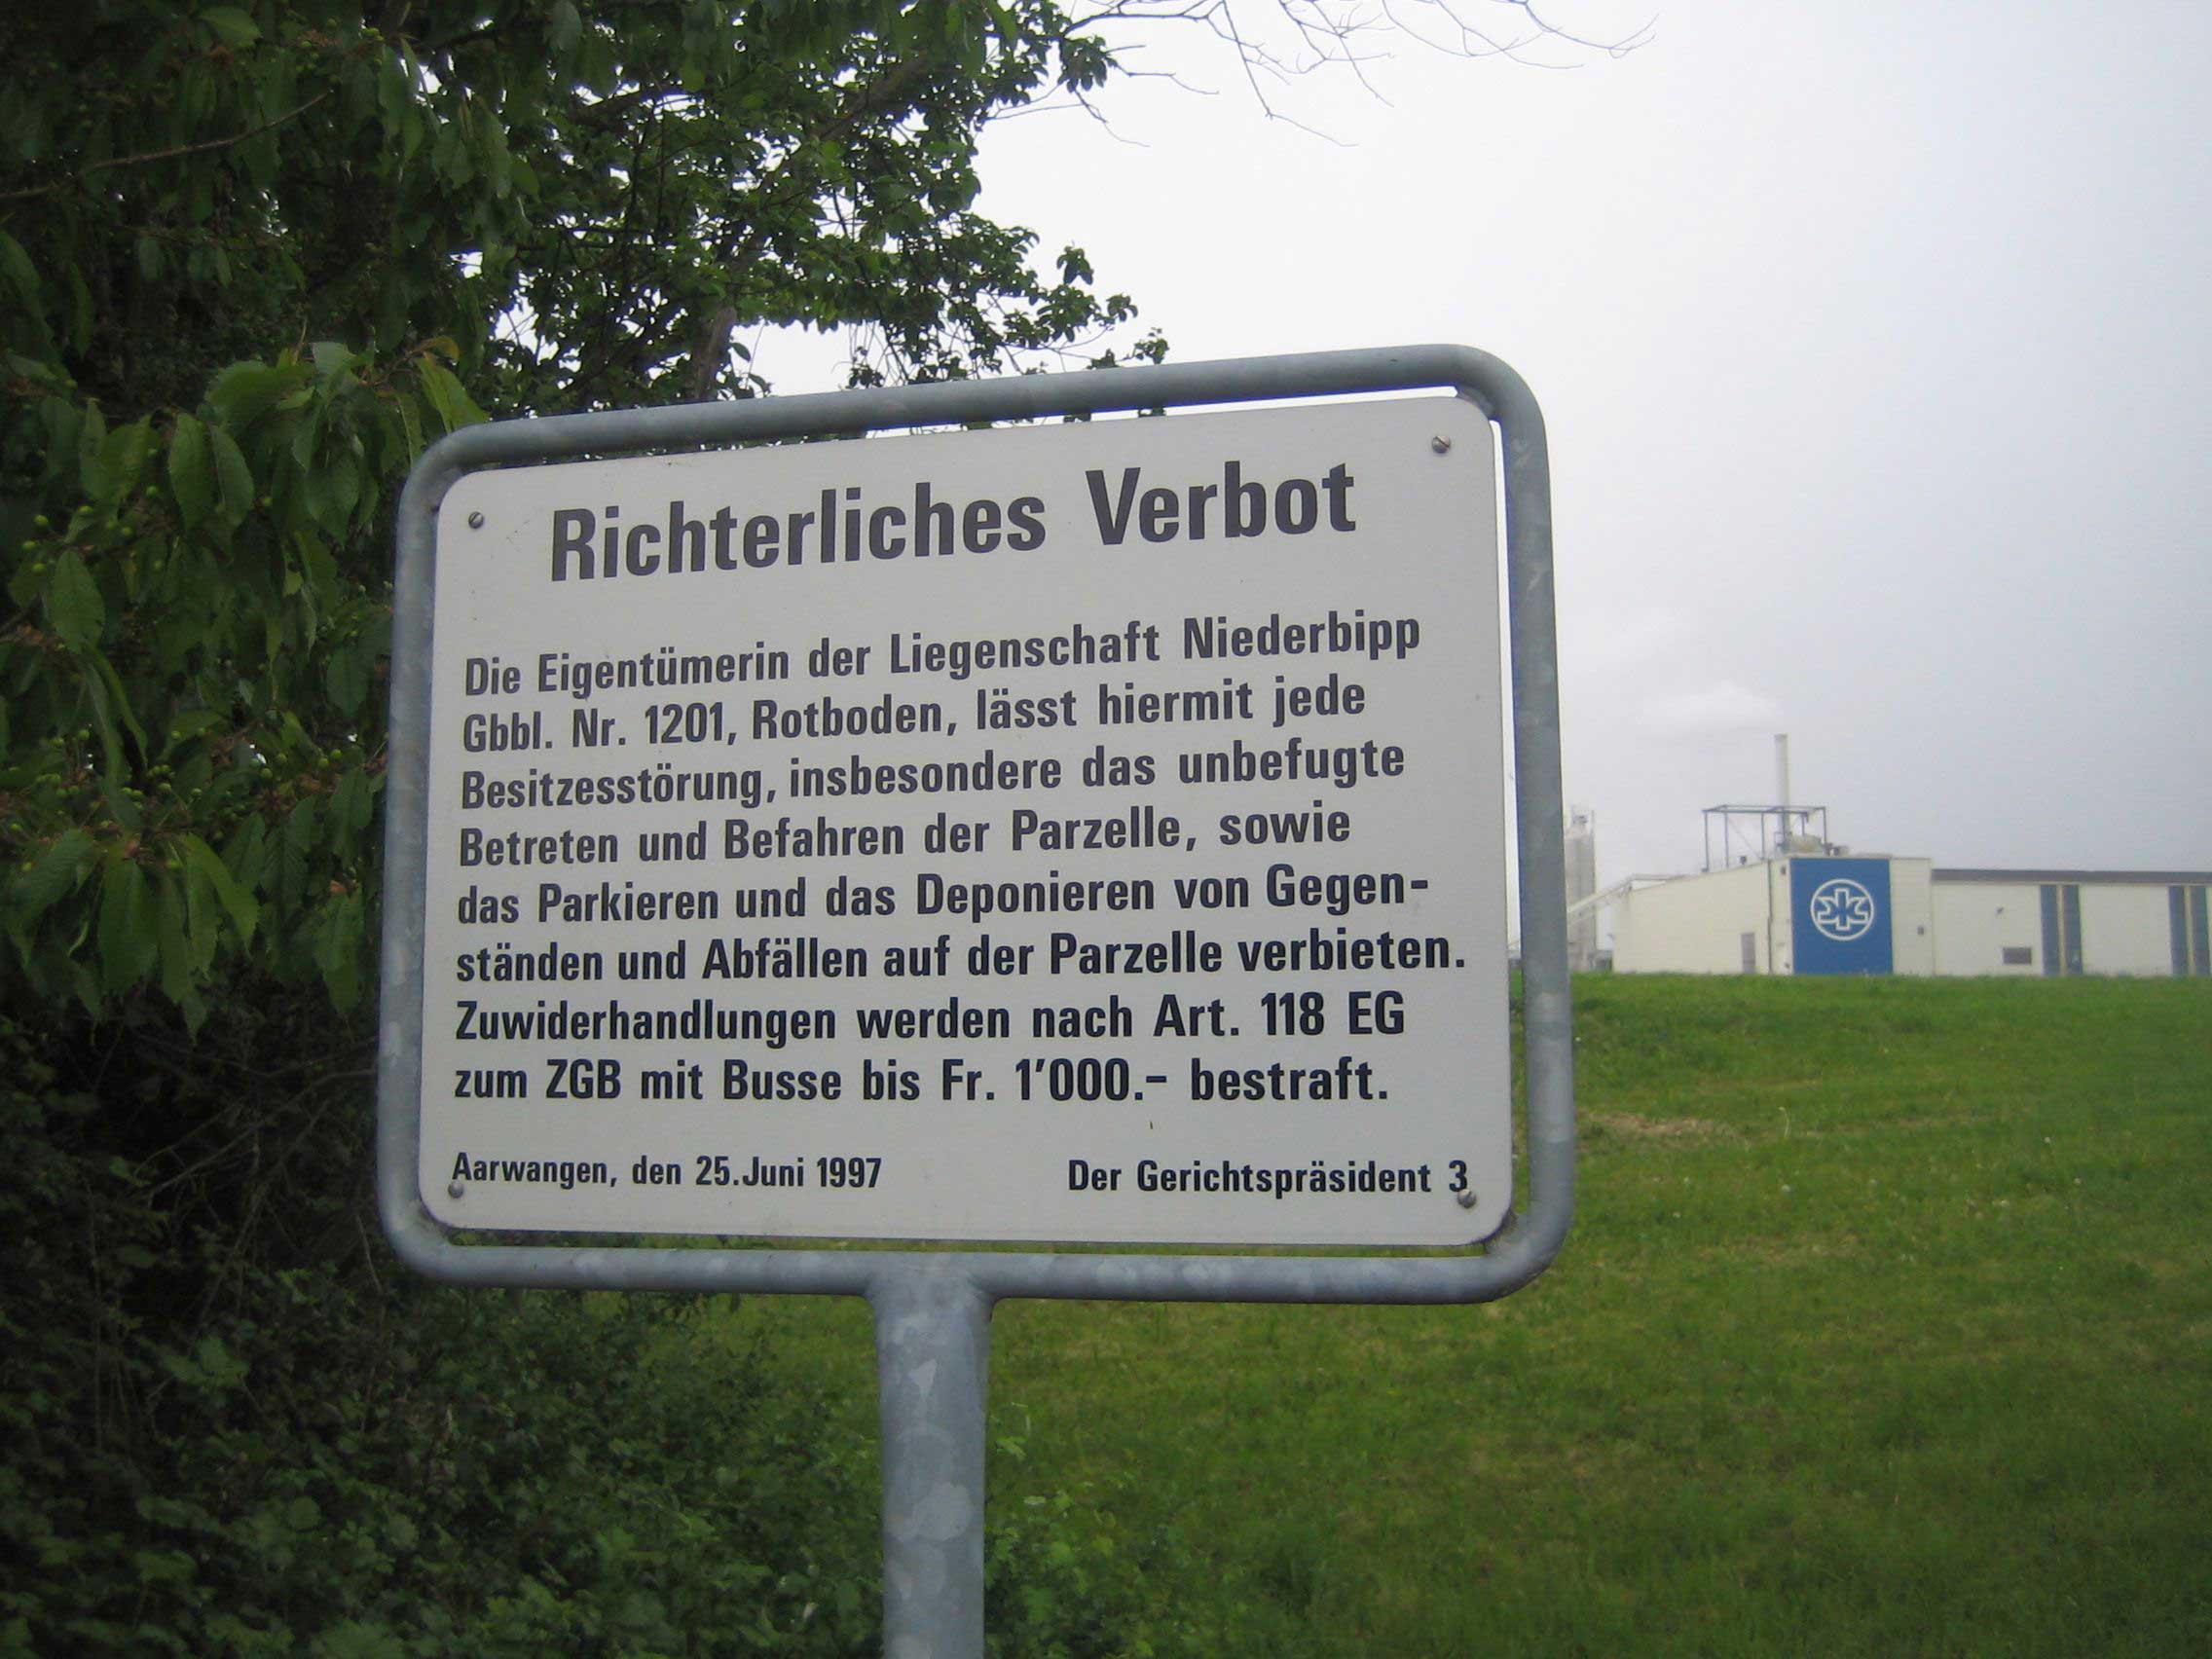 Richterliches Verbot
Die Eigentümerin der Liegenschaft Niederbipp
Gbbl. Nr. 1201, Rotboden, lässt hiermit jede
Besitzesstörung, insbesondere das unbefugte
Betreten und Befahren der Parzelle, sowie
das Parkieren und das Deponieren von Gegen-
ständen und Abfällen auf der Parzelle verbieten.
Zuwiderhandlungen werden nach Art. 118 EG
zum ZGB mit Busse bis Fr. 1'000.- bestraft.
Aarwangen, den 25.Juni 1997 Der Gerichtspräsident 3